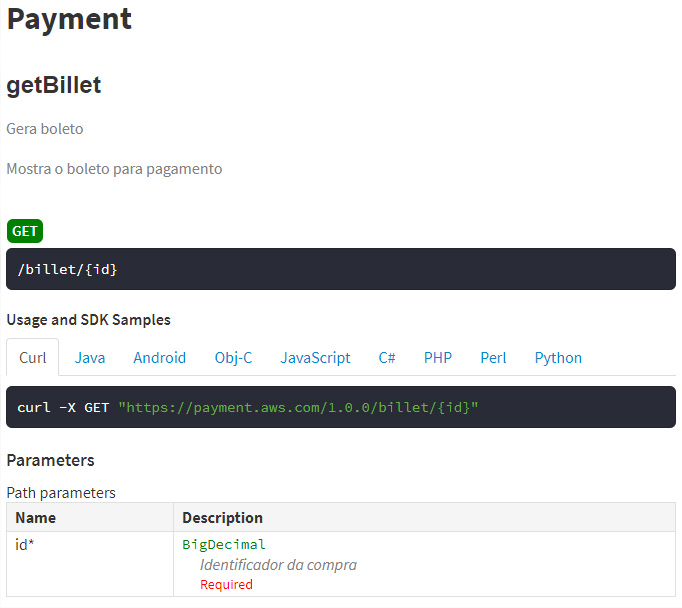 Payment
getBillet
Gera boleto
Mostra o boleto para pagamento
GET
/billet/{id}
Usage and SDK Samples
Curl Java Android Obj-C JavaScript C# PHP Perl Python
curl -X GET "https://payment.aws.com/1.0.0/billet/{id}"
Parameters
Path parameters
Name Description
id* BigDecimal
Identificador da compra
Required